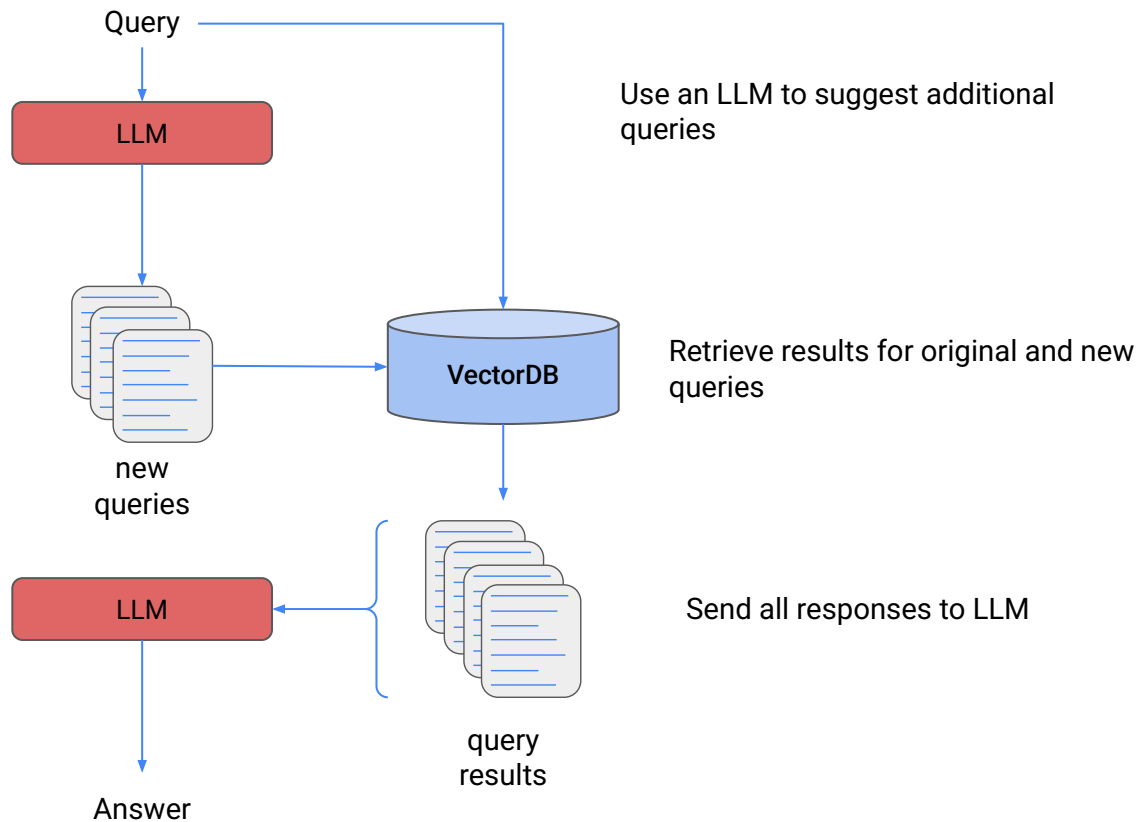 Query
Use an LLM to suggest additional
queries
LLM
VectorDB
Retrieve results for original and new
queries
new
queries
LLM
Send all responses to LLM
query
results
Answer